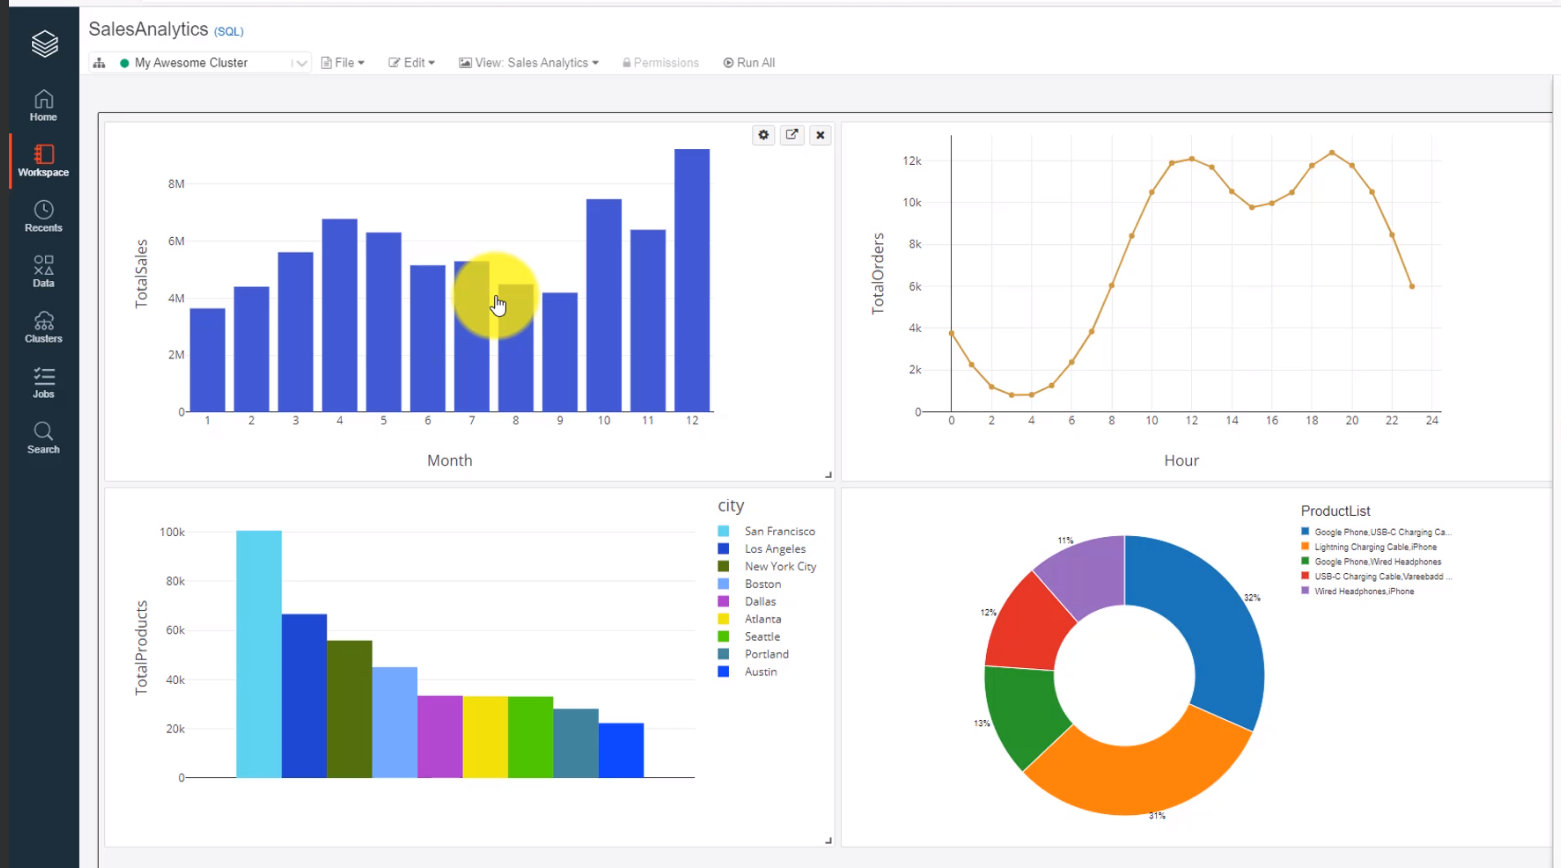 SalesAnalytics (SQL)
My Awesome Cluster File Edit View: Sales Analytics Permissions Run All
Home
Workspace
Recents
Data
Clusters
Jobs
Search
TotalSales
8M
6M
4M
2M
0
1 2 3 4 5 6 7 8 9 10 11 12
Month
TotalOrders
12k
10k
8k
6k
4k
2k
0
0 2 4 6 8 10 12 14 16 18 20 22 24
Hour
TotalProducts
100k
80k
60k
40k
20k
0
city
San Francisco
Los Angeles
New York City
Boston
Dallas
Atlanta
Seattle
Portland
Austin
11%
32%
12%
13%
31%
ProductList
Google Phone,USB-C Charging Ca...
Lightning Charging Cable,iPhone
Google Phone,Wired Headphones
USB-C Charging Cable,Vareebadd ...
Wired Headphones,iPhone